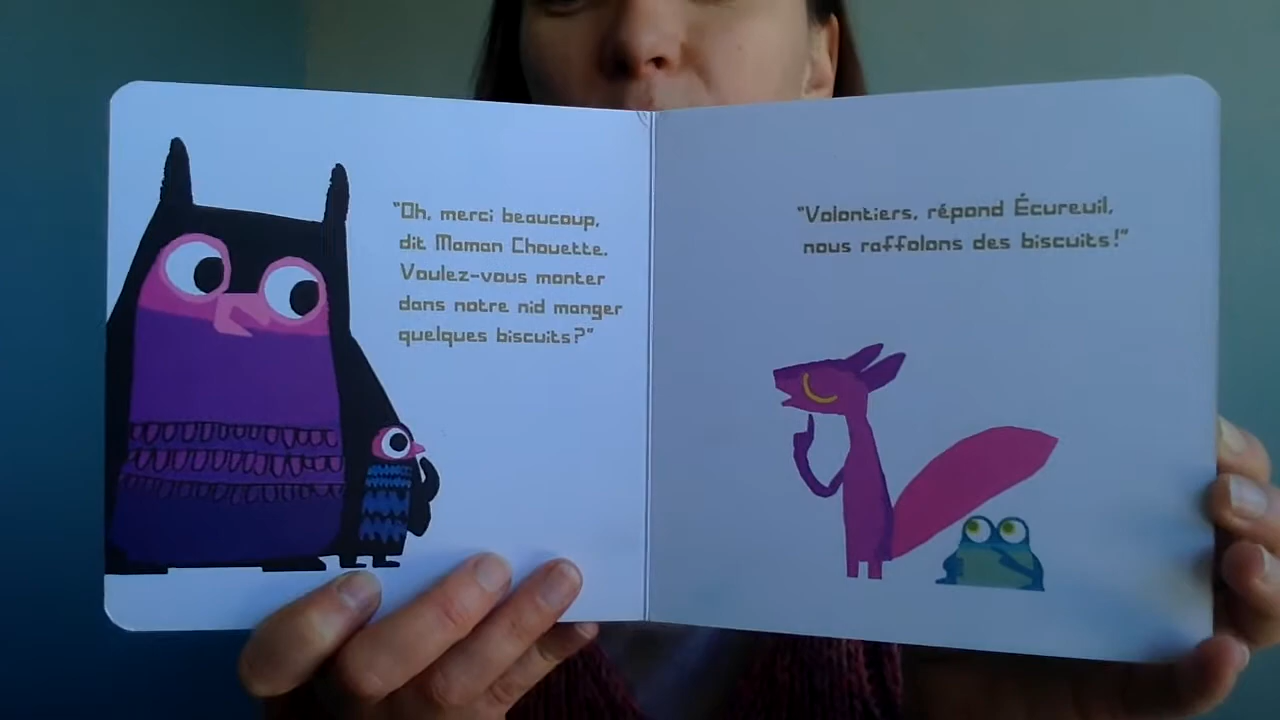 "Oh, merci beaucoup,
dit Maman Chouette.
Voulez-vous monter
dans notre nid manger
quelques biscuits?"
"Volontiers, répond Écureuil,
nous raffolons des biscuits!"